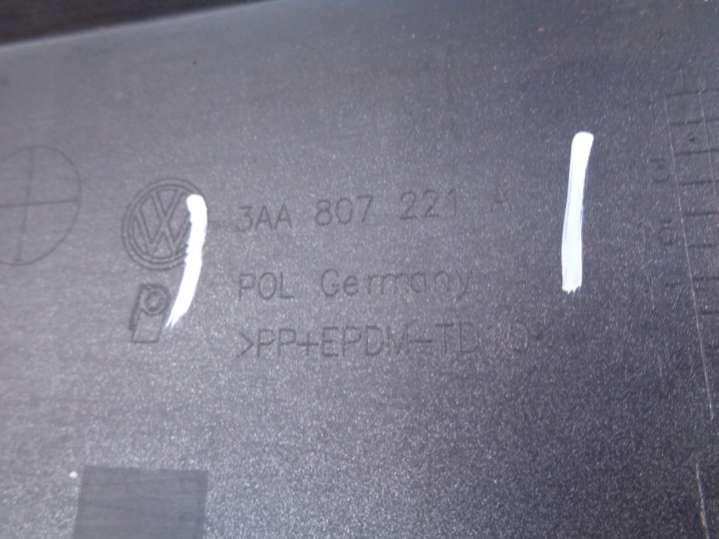 3AA 807 221 A
POL Germany
>PP+EPDM-TD